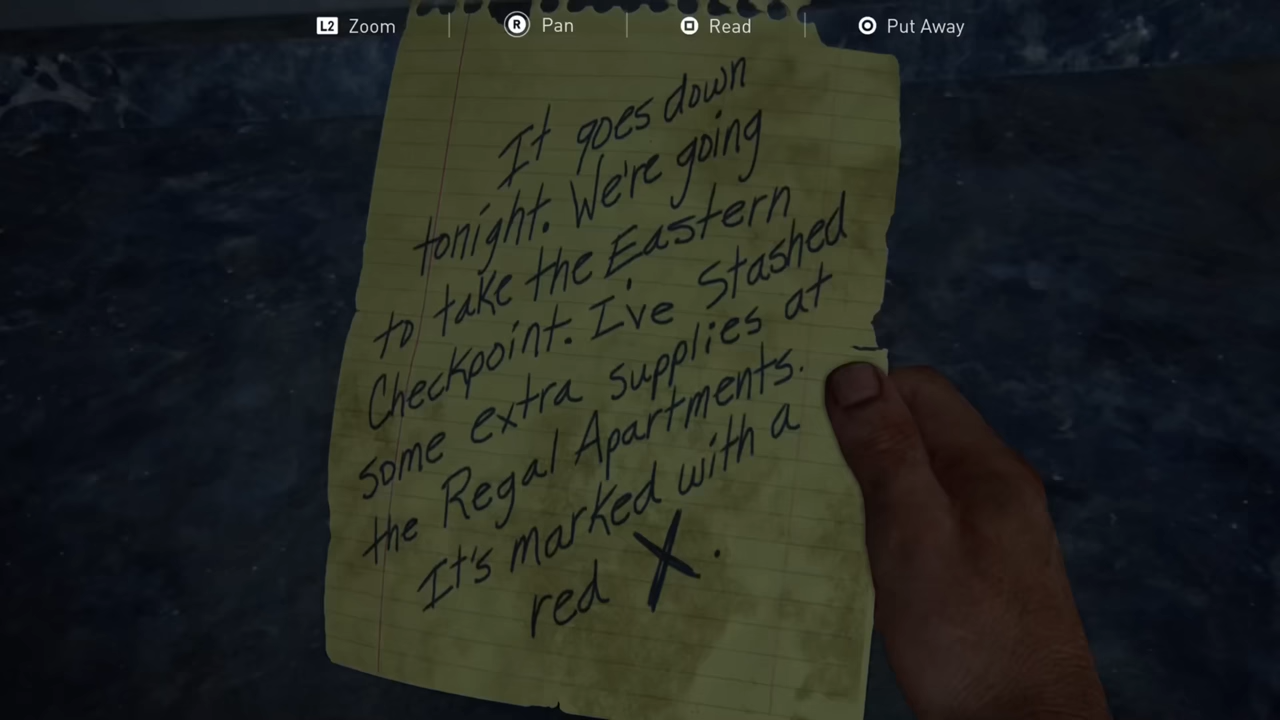 L2 Zoom R Pan Read Put Away
It goes down
tonight. We're going
to take the Eastern
Checkpoint. I've Stashed
some extra supplies at
the Regal Apartments.
It's marked with a
red X.